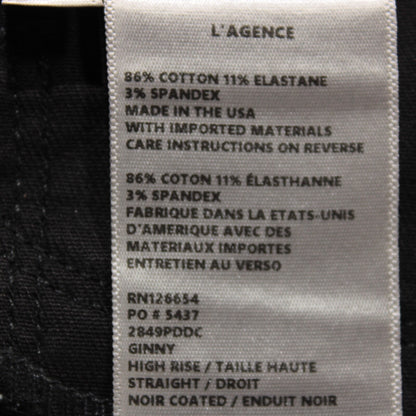 L'AGENCE
86% COTTON 11% ELASTANE
3% SPANDEX
MADE IN THE USA
WITH IMPORTED MATERIALS
CARE INSTRUCTIONS ON REVERSE
86% COTON 11% ÉLASTHANNE
3% SPANDEX
FABRIQUE DANS LA ETATS-UNIS
D'AMERIQUE AVEC DES
MATERIAUX IMPORTES
ENTRETIEN AU VERSO
RN126654
PO # 5437
2849PDDC
GINNY
HIGH RISE / TAILLE HAUTE
STRAIGHT / DROIT
NOIR COATED / ENDUIT NOIR